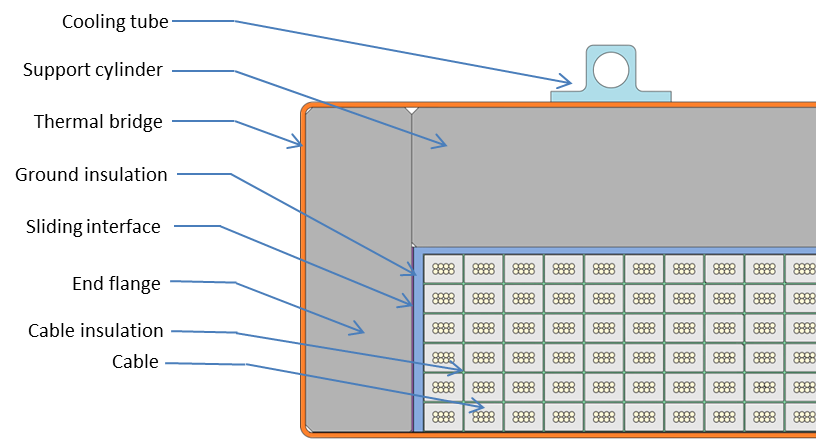 Cooling tube
Support cylinder
Thermal bridge
Ground insulation
Sliding interface
End flange
Cable insulation
Cable